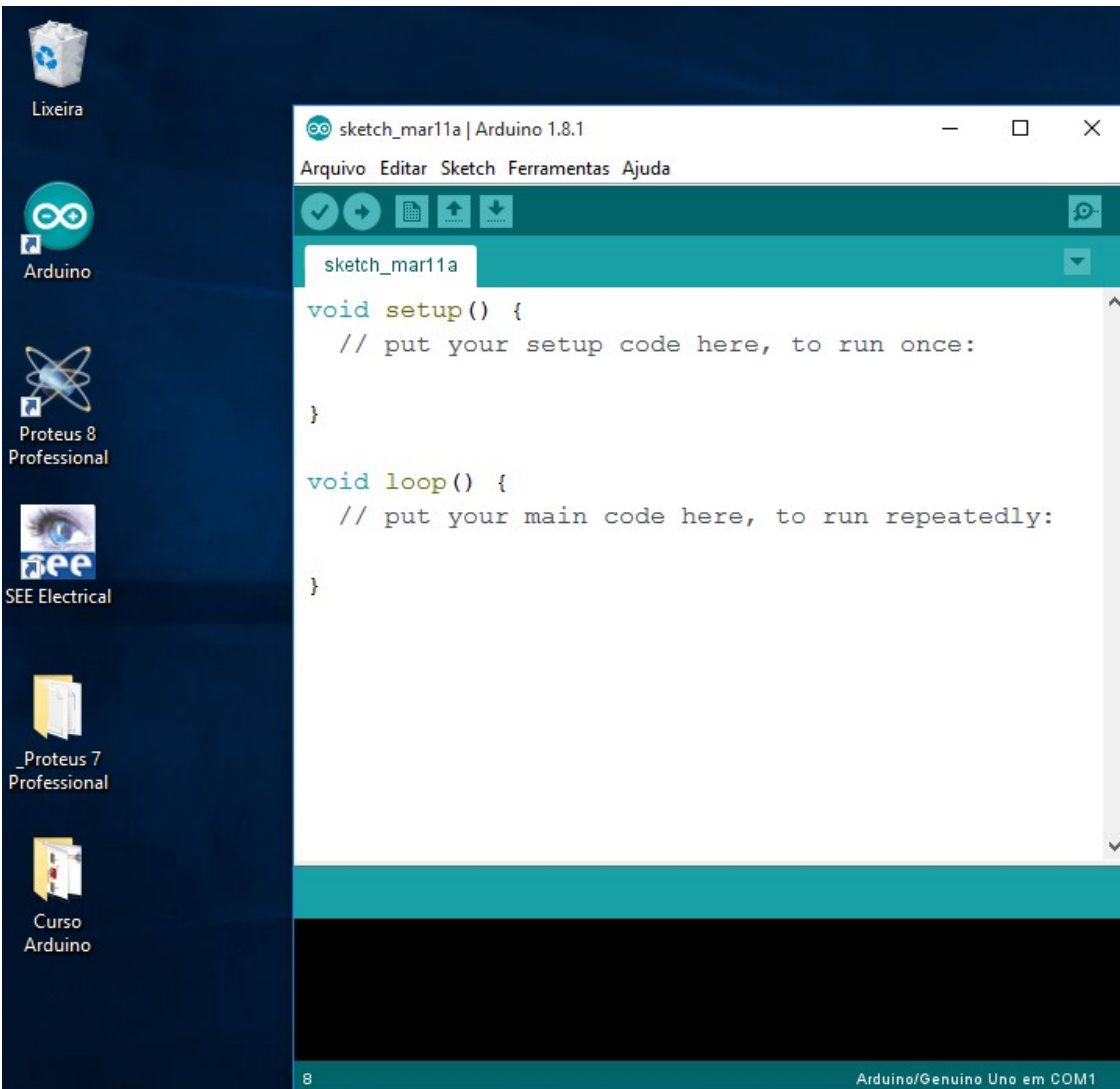 Lixeira
Arduino
Proteus 8
Professional
see
SEE Electrical
_Proteus 7
Professional
Curso
Arduino
sketch_mar11a | Arduino 1.8.1
Arquivo Editar Sketch Ferramentas Ajuda
sketch_mar11a
void setup() {
// put your setup code here, to run once:
}
void loop() {
// put your main code here, to run repeatedly:
}
8 Arduino/Genuino Uno em COM1